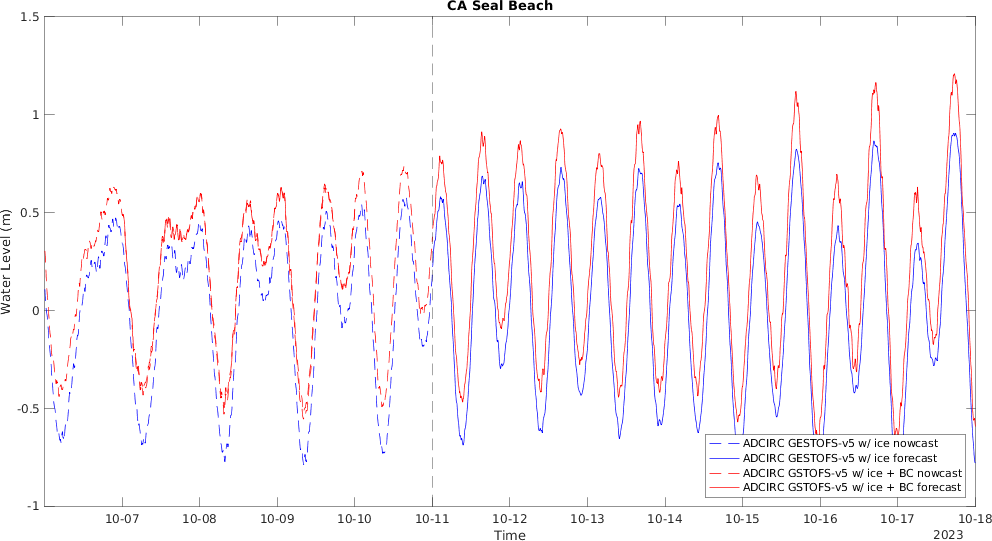 CA Seal Beach
1.5
1
0.5
0
-0.5
-1
Water Level (m)
ADCIRC GESTOFS-v5 w/ ice nowcast
ADCIRC GESTOFS-v5 w/ ice forecast
ADCIRC GSTOFS-v5 w/ ice + BC nowcast
ADCIRC GSTOFS-v5 w/ ice + BC forecast
10-07 10-08 10-09 10-10 10-11 10-12 10-13 10-14 10-15 10-16 10-17 10-18
Time
2023